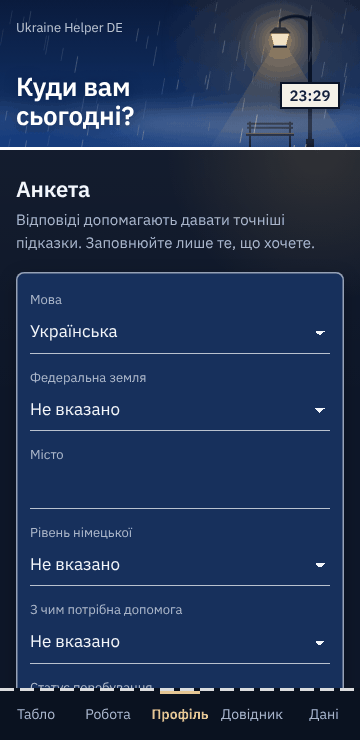 Ukraine Helper DE
Куди вам
сьогодні?
23:29
Анкета
Відповіді допомагають давати точніші
підказки. Заповнюйте лише те, що хочете.
Мова
Українська
Федеральна земля
Не вказано
Місто
Рівень німецької
Не вказано
З чим потрібна допомога
Не вказано
Статус перебування
Табло Робота Профіль Довідник Дані